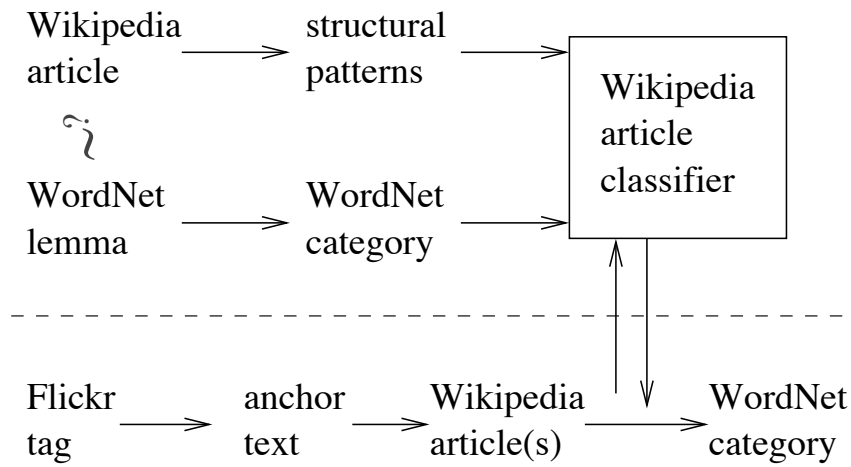 Wikipedia
article
structural
patterns
Wikipedia
article
classifier
WordNet
lemma
WordNet
category
Flickr
tag
anchor
text
Wikipedia
article(s)
WordNet
category